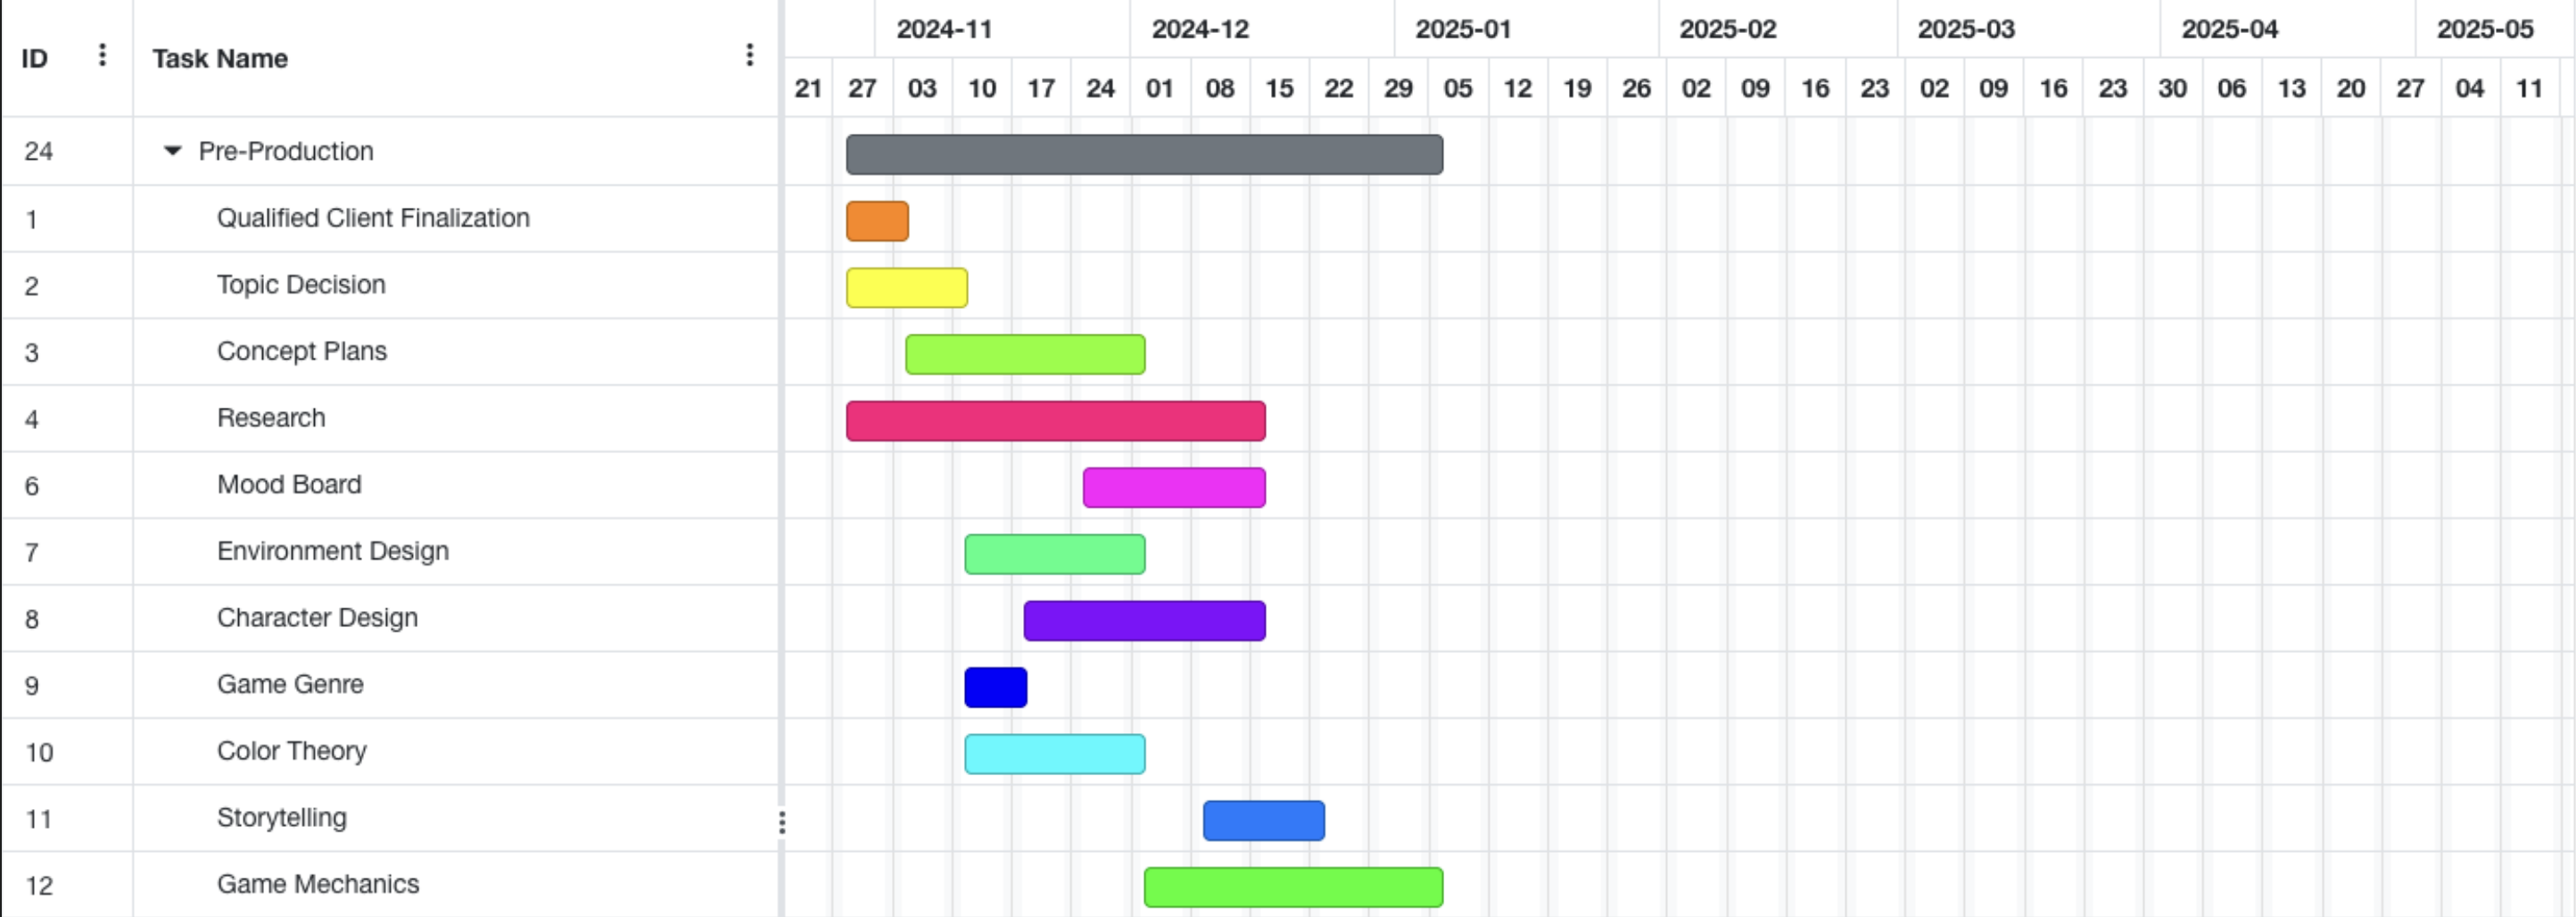 ID Task Name 2024-11 2024-12 2025-01 2025-02 2025-03 2025-04 2025-05
21 27 03 10 17 24 01 08 15 22 29 05 12 19 26 02 09 16 23 02 09 16 23 30 06 13 20 27 04 11
24 Pre-Production
1 Qualified Client Finalization
2 Topic Decision
3 Concept Plans
4 Research
6 Mood Board
7 Environment Design
8 Character Design
9 Game Genre
10 Color Theory
11 Storytelling
12 Game Mechanics